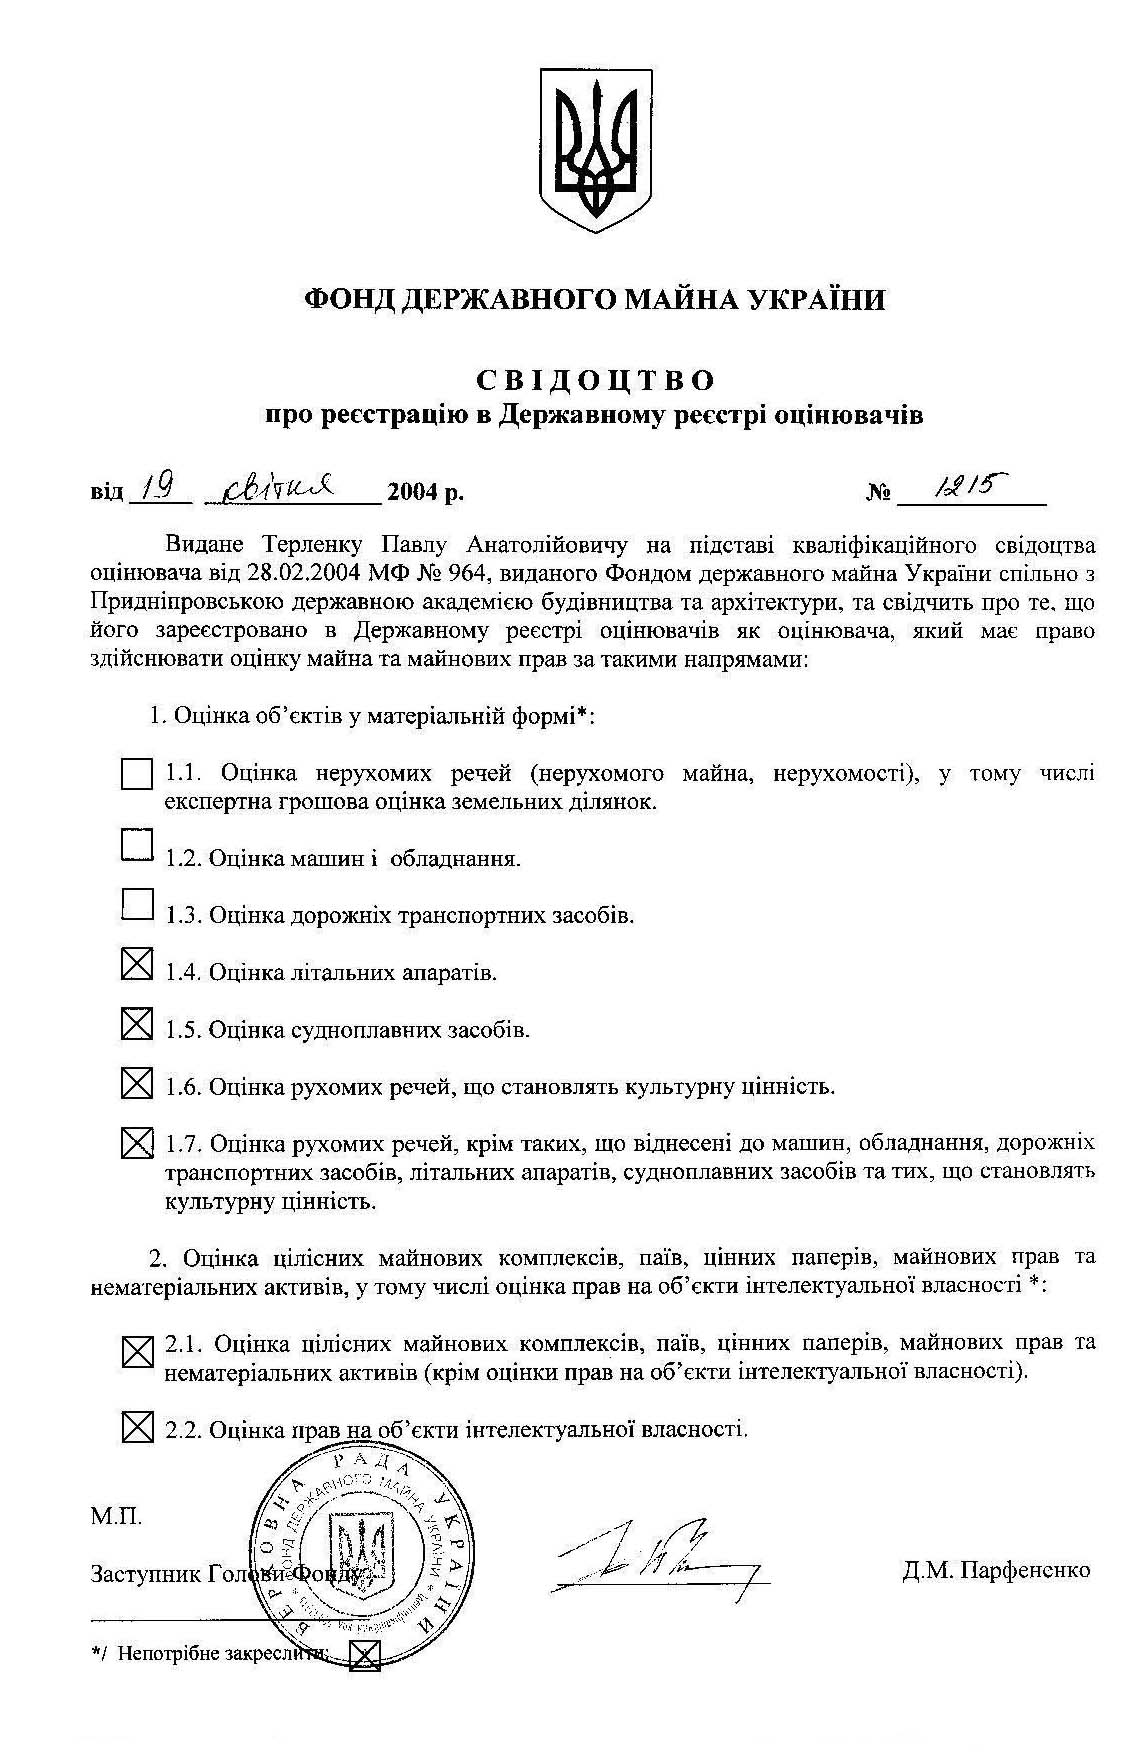 ФОНД ДЕРЖАВНОГО МАЙНА УКРАЇНИ
СВІДОЦТВО
про реєстрацію в Державному реєстрі оцінювачів
від 19 квітня 2004 р. № 1215
Видане Терленку Павлу Анатолійовичу на підставі кваліфікаційного свідоцтва
оцінювача від 28.02.2004 МФ № 964, виданого Фондом державного майна України спільно з
Придніпровською державною академією будівництва та архітектури, та свідчить про те, що
його зареєстровано в Державному реєстрі оцінювачів як оцінювача, який має право
здійснювати оцінку майна та майнових прав за такими напрямами:
1. Оцінка об’єктів у матеріальній формі*:
1.1. Оцінка нерухомих речей (нерухомого майна, нерухомості), у тому числі
експертна грошова оцінка земельних ділянок.
1.2. Оцінка машин і обладнання.
1.3. Оцінка дорожніх транспортних засобів.
1.4. Оцінка літальних апаратів.
1.5. Оцінка судноплавних засобів.
1.6. Оцінка рухомих речей, що становлять культурну цінність.
1.7. Оцінка рухомих речей, крім таких, що віднесені до машин, обладнання, дорожніх
транспортних засобів, літальних апаратів, судноплавних засобів та тих, що становлять
культурну цінність.
2. Оцінка цілісних майнових комплексів, паїв, цінних паперів, майнових прав та
нематеріальних активів, у тому числі оцінка прав на об’єкти інтелектуальної власності *:
2.1. Оцінка цілісних майнових комплексів, паїв, цінних паперів, майнових прав та
нематеріальних активів (крім оцінки прав на об’єкти інтелектуальної власності).
2.2. Оцінка прав на об’єкти інтелектуальної власності.
ВЕРХОВНА РАДА УКРАЇНИ
ФОНД ДЕРЖАВНОГО МАЙНА УКРАЇНИ
М.П.
Заступник Голови Фонду
Д.М. Парфененко
*/ Непотрібне закреслити: